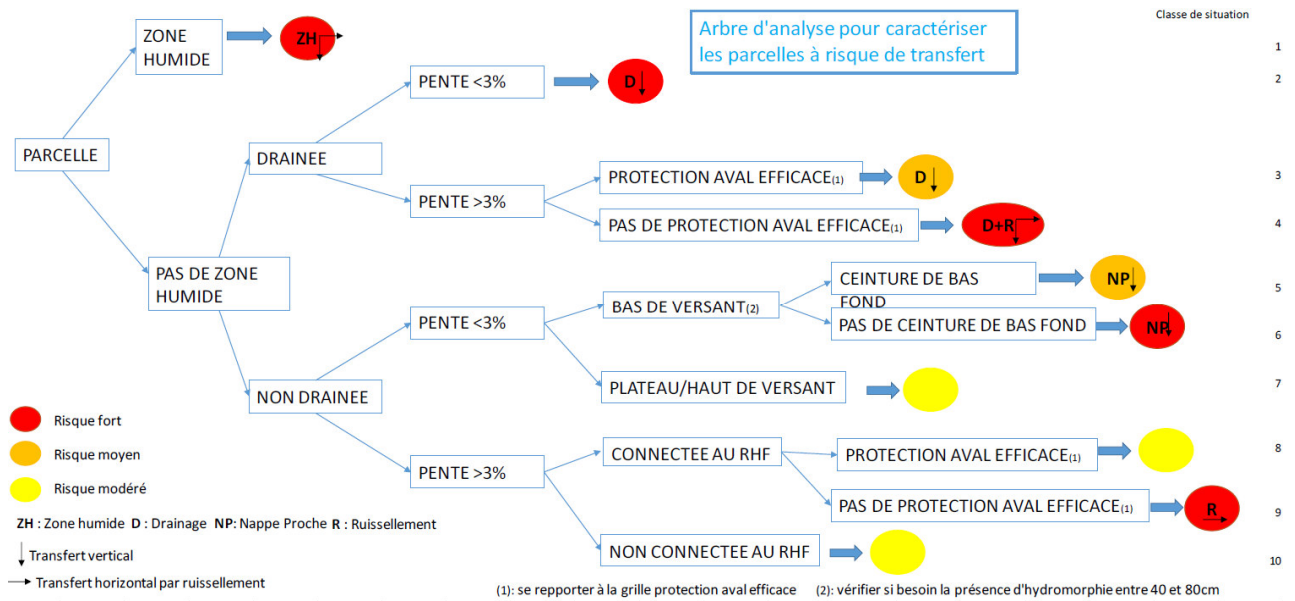 Classe de situation
Arbre d'analyse pour caractériser
les parcelles à risque de transfert
ZONE
HUMIDE
ZH
1
PENTE <3%
D
2
PARCELLE
DRAINEE
PENTE >3%
PROTECTION AVAL EFFICACE(1)
D
3
PAS DE PROTECTION AVAL EFFICACE(1)
D+R
4
PAS DE ZONE
HUMIDE
PENTE <3%
BAS DE VERSANT(2)
CEINTURE DE BAS
FOND
NP
5
PAS DE CEINTURE DE BAS FOND
NP
6
PLATEAU/HAUT DE VERSANT
7
NON DRAINEE
PENTE >3%
CONNECTEE AU RHF
PROTECTION AVAL EFFICACE(1)
8
PAS DE PROTECTION AVAL EFFICACE(1)
R
9
NON CONNECTEE AU RHF
10
Risque fort
Risque moyen
Risque modéré
ZH : Zone humide D : Drainage NP: Nappe Proche R : Ruissellement
Transfert vertical
Transfert horizontal par ruissellement
(1): se repporter à la grille protection aval efficace (2): vérifier si besoin la présence d'hydromorphie entre 40 et 80cm